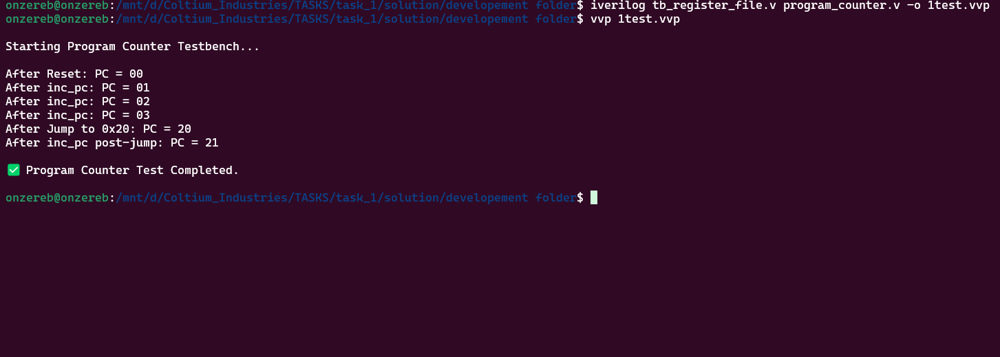 onzereb@onzereb:/mnt/d/Coltium_Industries/TASKS/task_1/solution/developement folder$ iverilog tb_register_file.v program_counter.v -o 1test.vvp
onzereb@onzereb:/mnt/d/Coltium_Industries/TASKS/task_1/solution/developement folder$ vvp 1test.vvp
Starting Program Counter Testbench...
After Reset: PC = 00
After inc_pc: PC = 01
After inc_pc: PC = 02
After inc_pc: PC = 03
After Jump to 0x20: PC = 20
After inc_pc post-jump: PC = 21
✅ Program Counter Test Completed.
onzereb@onzereb:/mnt/d/Coltium_Industries/TASKS/task_1/solution/developement folder$